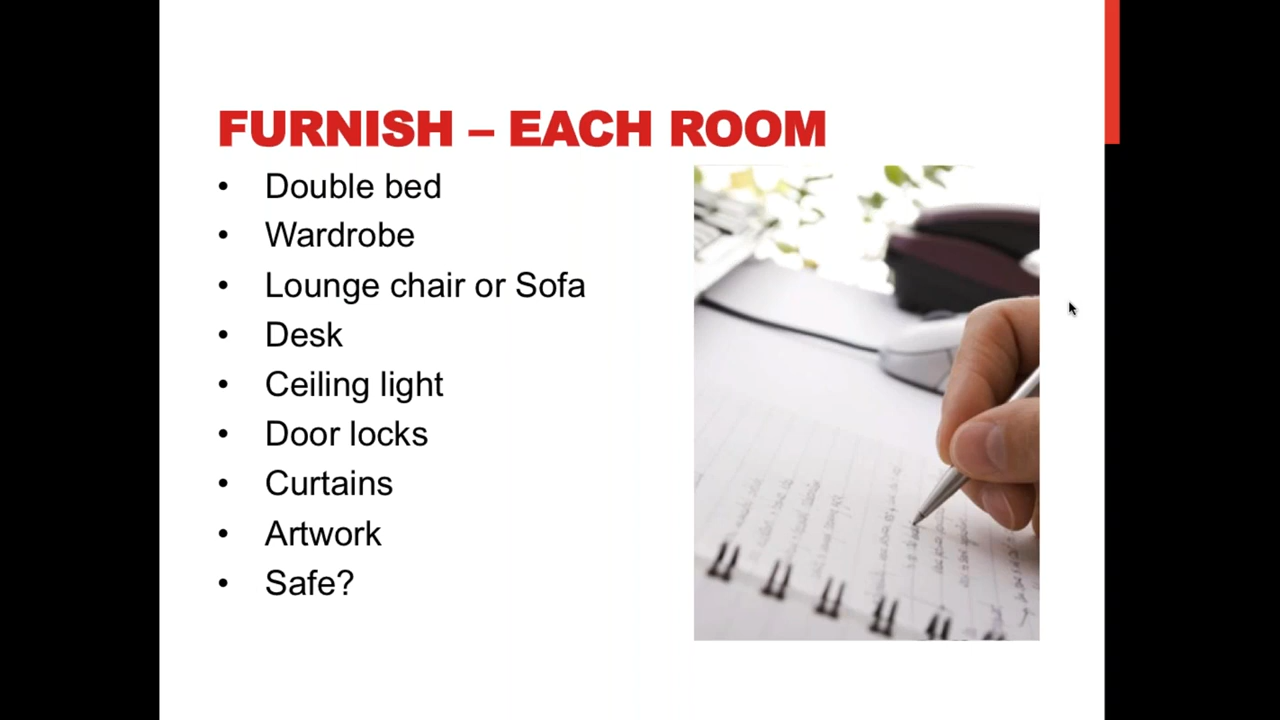 FURNISH – EACH ROOM
• Double bed
• Wardrobe
• Lounge chair or Sofa
• Desk
• Ceiling light
• Door locks
• Curtains
• Artwork
• Safe?